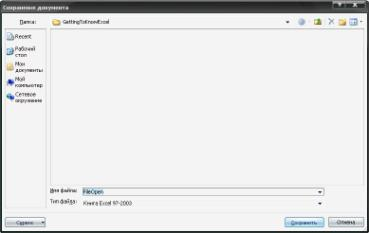 Сохранение документа
Папка:
GettingToKnowExcel
Recent
Рабочий
стол
Мои
документы
Мой
компьютер
Сетевое
окружение
Имя файла:
FileOpen
Тип файла:
Книга Excel 97-2003
Сервис
Сохранить
Отмена